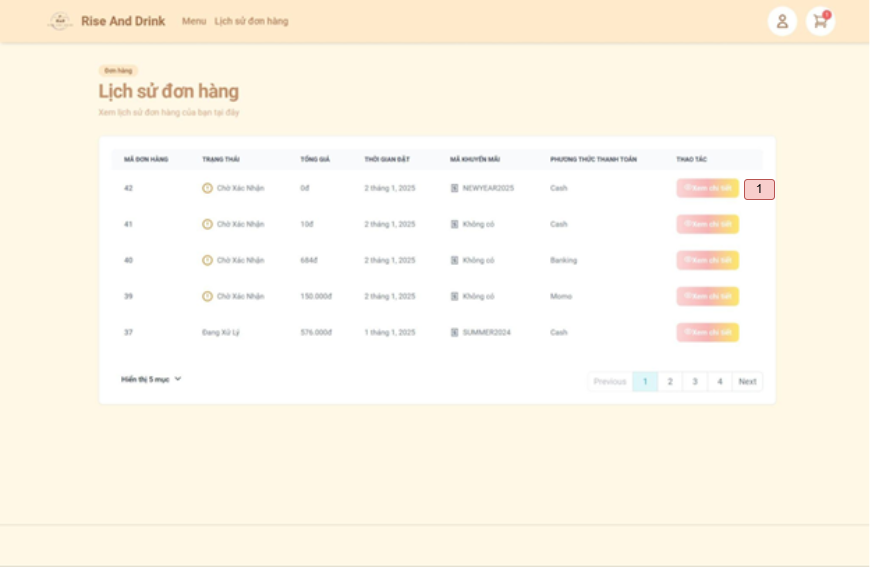 Rise And Drink Menu Lịch sử đơn hàng 1
Đơn hàng
Lịch sử đơn hàng
Xem lịch sử đơn hàng của bạn tại đây
MÃ ĐƠN HÀNG TRẠNG THÁI TỔNG GIÁ THỜI GIAN ĐẶT MÃ KHUYẾN MÃI PHƯƠNG THỨC THANH TOÁN THAO TÁC
42 Chờ Xác Nhận 0đ 2 tháng 1, 2025 NEWYEAR2025 Cash Xem chi tiết 1
41 Chờ Xác Nhận 10đ 2 tháng 1, 2025 Không có Cash Xem chi tiết
40 Chờ Xác Nhận 684đ 2 tháng 1, 2025 Không có Banking Xem chi tiết
39 Chờ Xác Nhận 150.000đ 2 tháng 1, 2025 Không có Momo Xem chi tiết
37 Đang Xử Lý 576.000đ 1 tháng 1, 2025 SUMMER2024 Cash Xem chi tiết
Hiển thị 5 mục Previous 1 2 3 4 Next